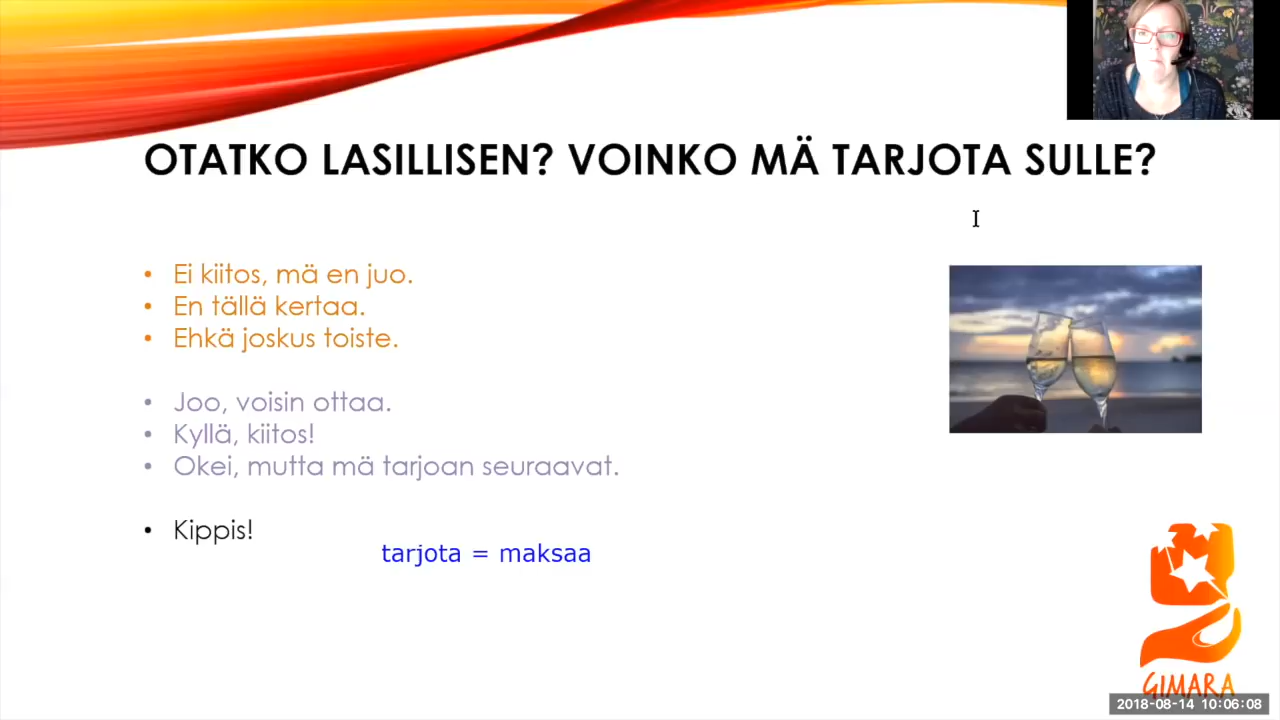 OTATKO LASILLISEN? VOINKO MÄ TARJOTA SULLE?
• Ei kiitos, mä en juo.
• En tällä kertaa.
• Ehkä joskus toiste.
• Joo, voisin ottaa.
• Kyllä, kiitos!
• Okei, mutta mä tarjoan seuraavat.
• Kippis!
tarjota = maksaa
GIMARA
2018-08-14 10:06:08